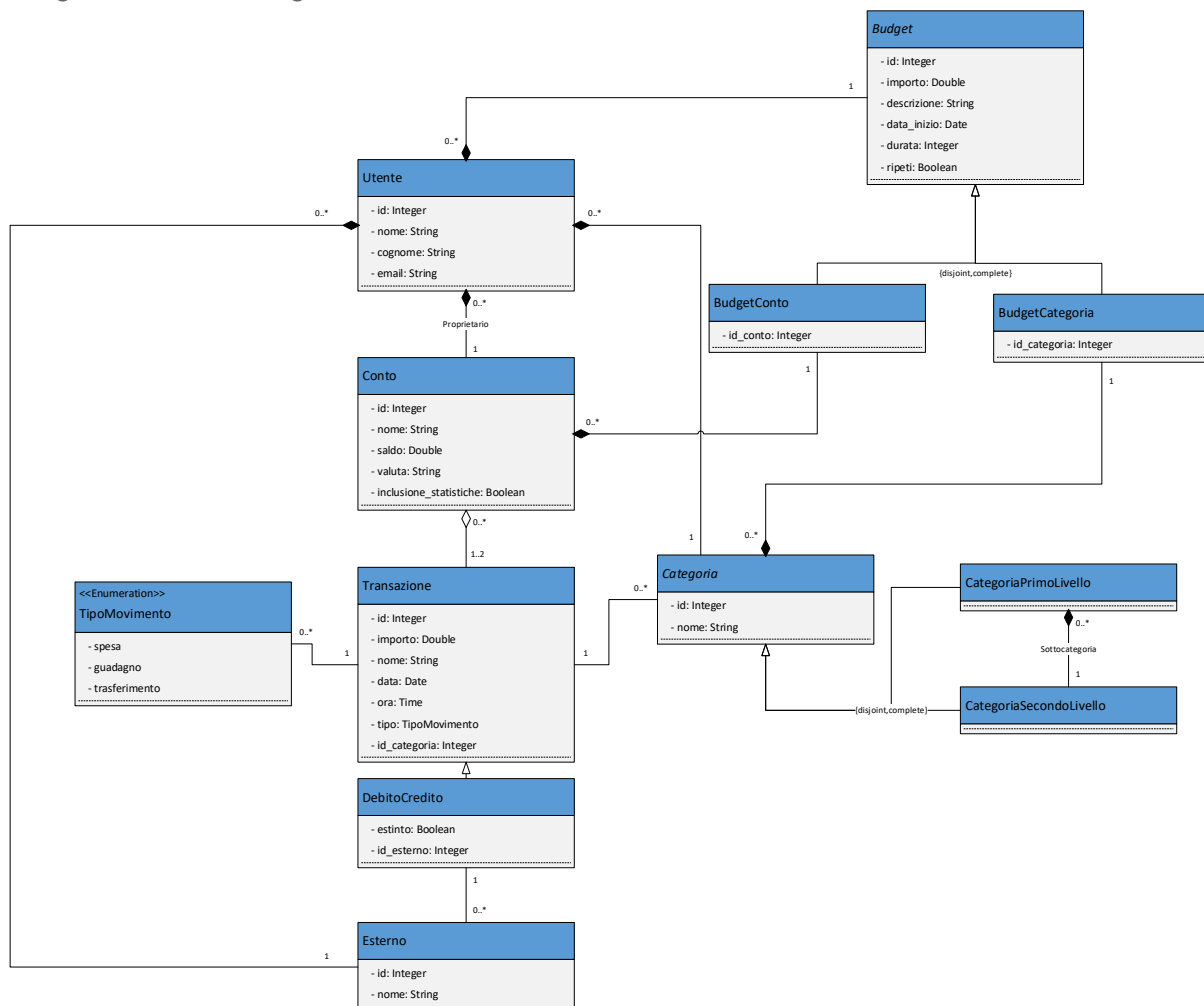 Budget
- id: Integer
- importo: Double
- descrizione: String
- data_inizio: Date
- durata: Integer
- ripeti: Boolean
1
0..*
Utente
- id: Integer
- nome: String
- cognome: String
- email: String
0..*
0..*
0..*
Proprietario
1
{disjoint,complete}
BudgetConto
- id_conto: Integer
1
BudgetCategoria
- id_categoria: Integer
1
Conto
- id: Integer
- nome: String
- saldo: Double
- valuta: String
- inclusione_statistiche: Boolean
0..*
0..*
1..2
1
0..*
Categoria
- id: Integer
- nome: String
0..*
1
<<Enumeration>>
TipoMovimento
- spesa
- guadagno
- trasferimento
0..*
1
Transazione
- id: Integer
- importo: Double
- nome: String
- data: Date
- ora: Time
- tipo: TipoMovimento
- id_categoria: Integer
CategoriaPrimoLivello
0..*
Sottocategoria
1
CategoriaSecondoLivello
{disjoint,complete}
DebitoCredito
- estinto: Boolean
- id_esterno: Integer
1
0..*
Esterno
- id: Integer
- nome: String
1